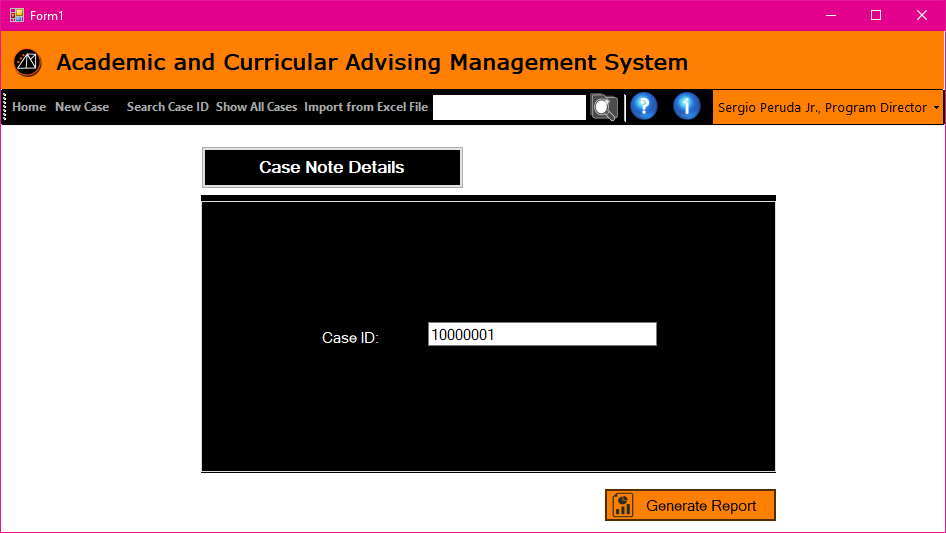 Form1
Academic and Curricular Advising Management System
Home New Case Search Case ID Show All Cases Import from Excel File ? i Sergio Peruda Jr., Program Director
Case Note Details
Case ID: 10000001
Generate Report